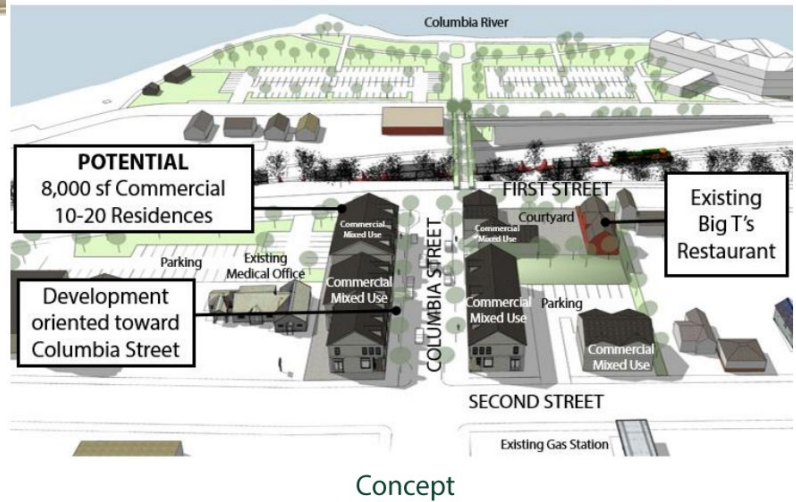 Columbia River
POTENTIAL
8,000 sf Commercial
10-20 Residences
FIRST STREET
Existing
Big T's
Restaurant
Courtyard
Commercial
Mixed Use
Commercial
Mixed Use
COLUMBIA STREET
Parking
Existing
Medical Office
Commercial
Mixed Use
Commercial
Mixed Use
Parking
Development
oriented toward
Columbia Street
Commercial
Mixed Use
SECOND STREET
Existing Gas Station
Concept